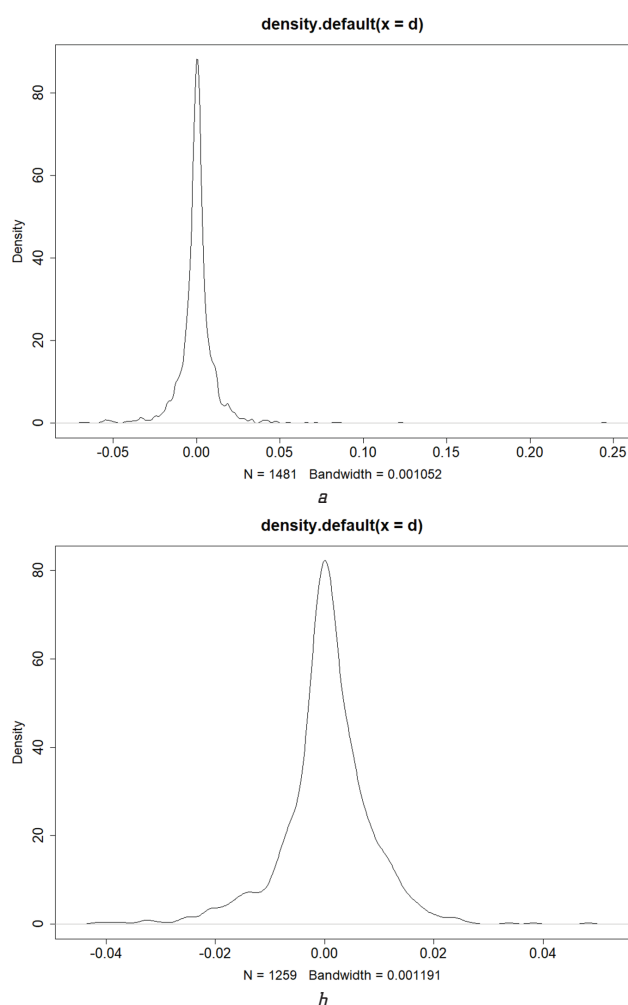 density.default(x = d)
Density
0
20
40
60
80
-0.05 0.00 0.05 0.10 0.15 0.20 0.25
N = 1481 Bandwidth = 0.001052
a
density.default(x = d)
Density
0
20
40
60
80
-0.04 -0.02 0.00 0.02 0.04
N = 1259 Bandwidth = 0.001191